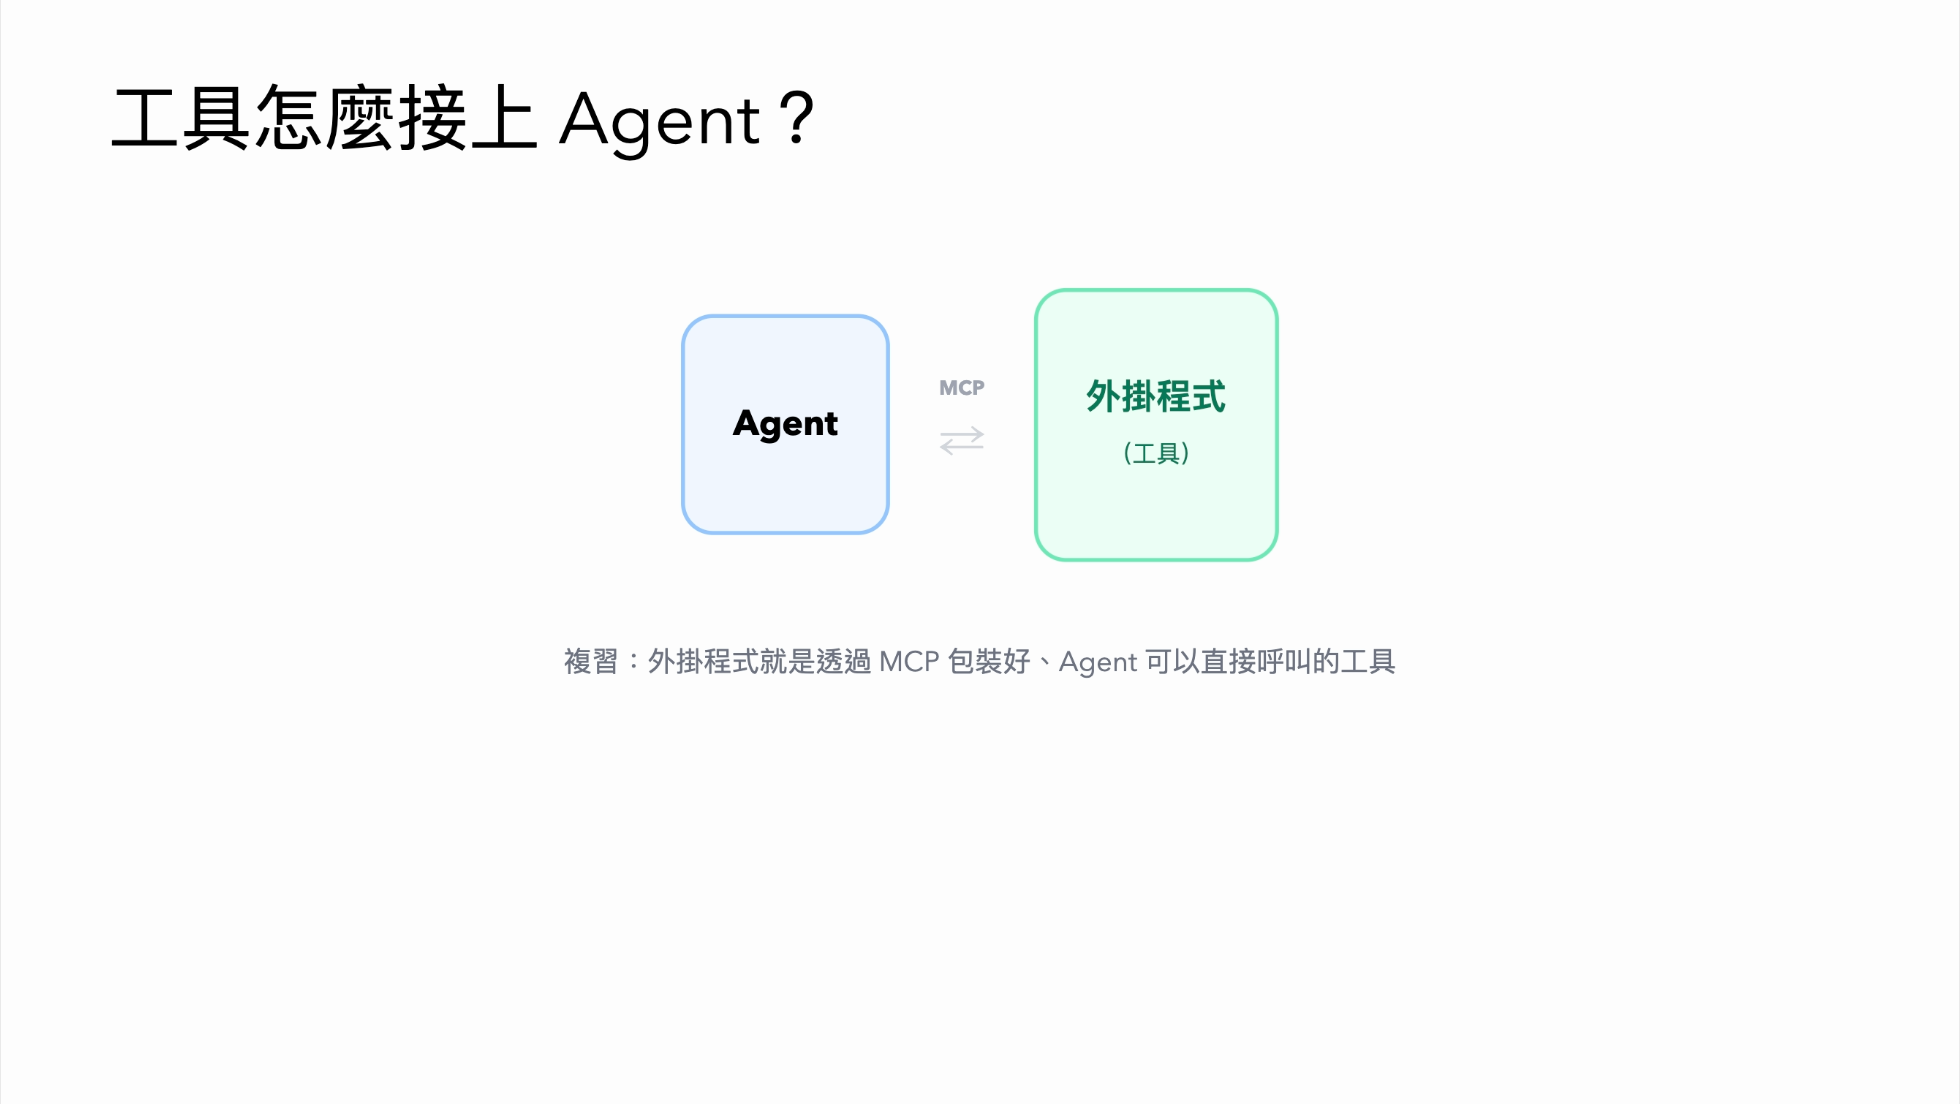 工具怎麼接上 Agent？
Agent
MCP
外掛程式
(工具)
複習：外掛程式就是透過 MCP 包裝好、Agent 可以直接呼叫的工具